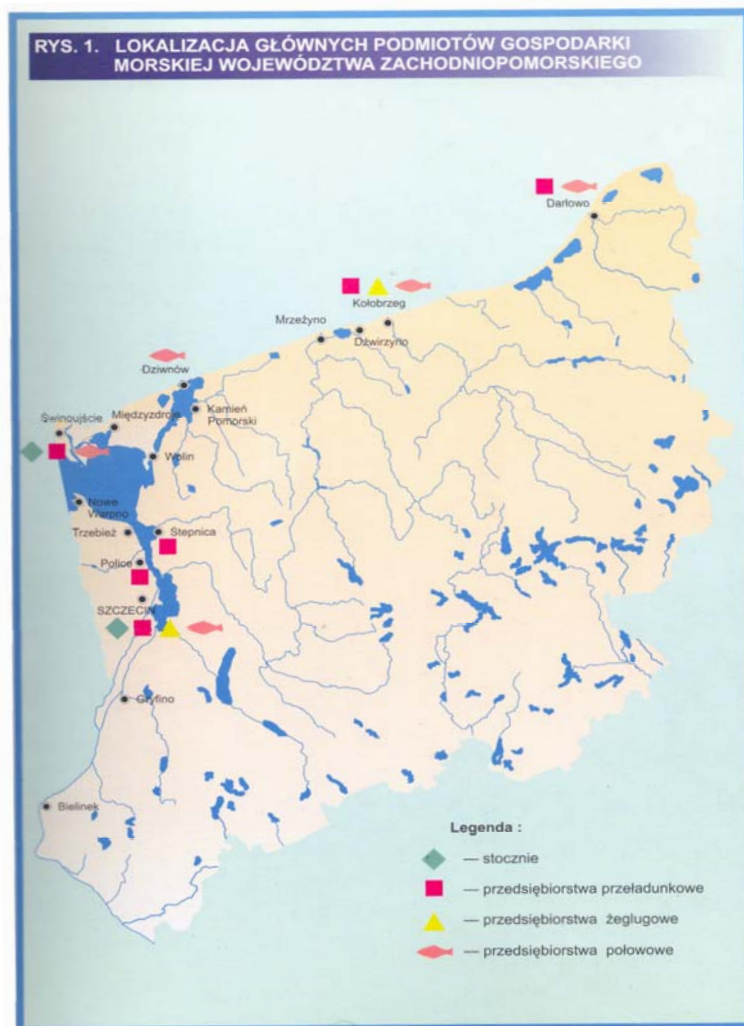 RYS. 1. LOKALIZACJA GŁÓWNYCH PODMIOTÓW GOSPODARKI
MORSKIEJ WOJEWÓDZTWA ZACHODNIOPOMORSKIEGO
Darłowo
Kołobrzeg
Mrzeżyno
Dźwirzyno
Dziwnów
Kamień
Pomorski
Międzyzdroje
Świnoujście
Wolin
Nowe
Warpno
Trzebież
Stepnica
Police
SZCZECIN
Gryfino
Bielinek
Legenda :
— stocznie
— przedsiębiorstwa przeładunkowe
— przedsiębiorstwa żeglugowe
— przedsiębiorstwa połowowe